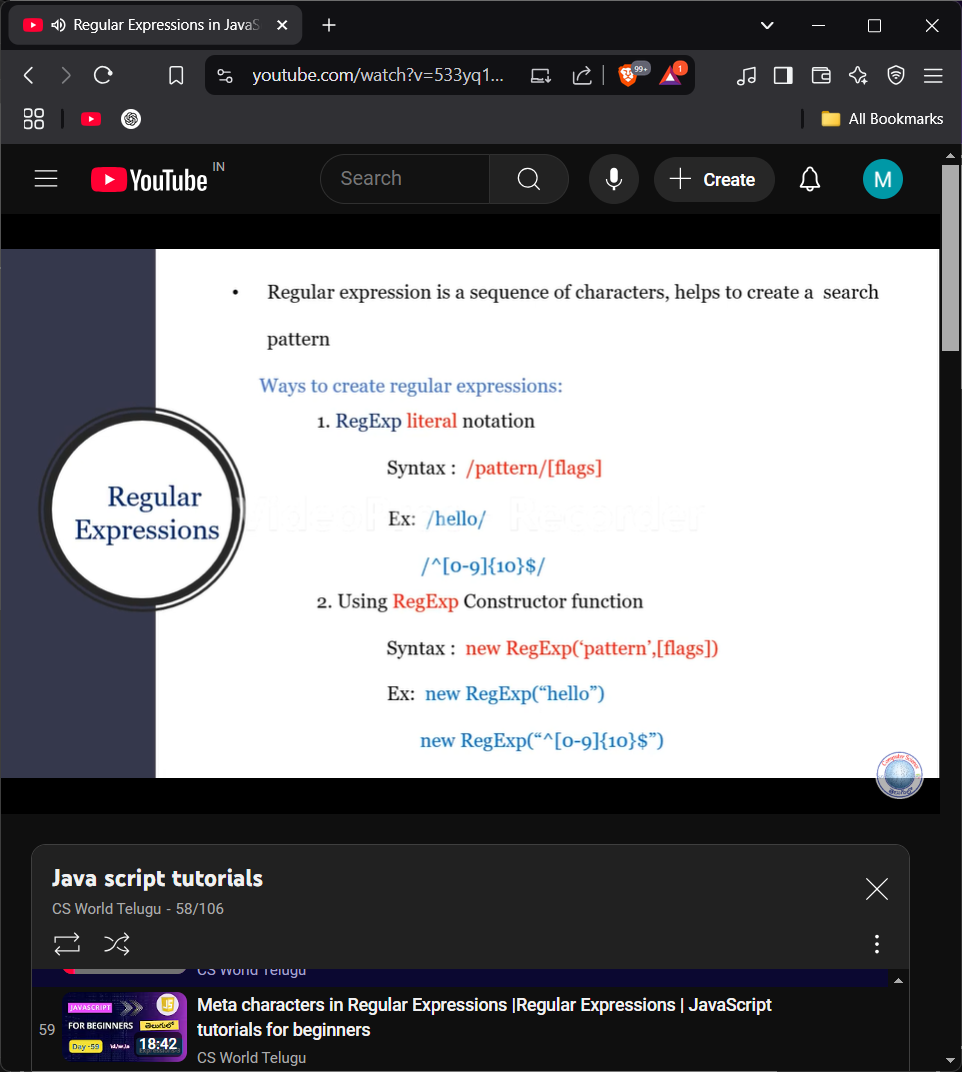 Regular Expressions in JavaS
youtube.com/watch?v=533yq1...
99+
1
All Bookmarks
YouTube
IN
Search
Create
M
• Regular expression is a sequence of characters, helps to create a search
pattern
Ways to create regular expressions:
1. RegExp literal notation
Syntax : /pattern/[flags]
Regular
Expressions
Ex: /hello/
/^[0-9]{10}$/
2. Using RegExp Constructor function
Syntax : new RegExp(‘pattern’,[flags])
Ex: new RegExp(“hello”)
new RegExp(“^[0-9]{10}$”)
Computer Science
Java script tutorials
CS World Telugu - 58/106
CS World Telugu
59
JAVASCRIPT
FOR BEGINNERS
తెలుగులో
Day -59
18:42
Meta characters in Regular Expressions |Regular Expressions | JavaScript
tutorials for beginners
CS World Telugu